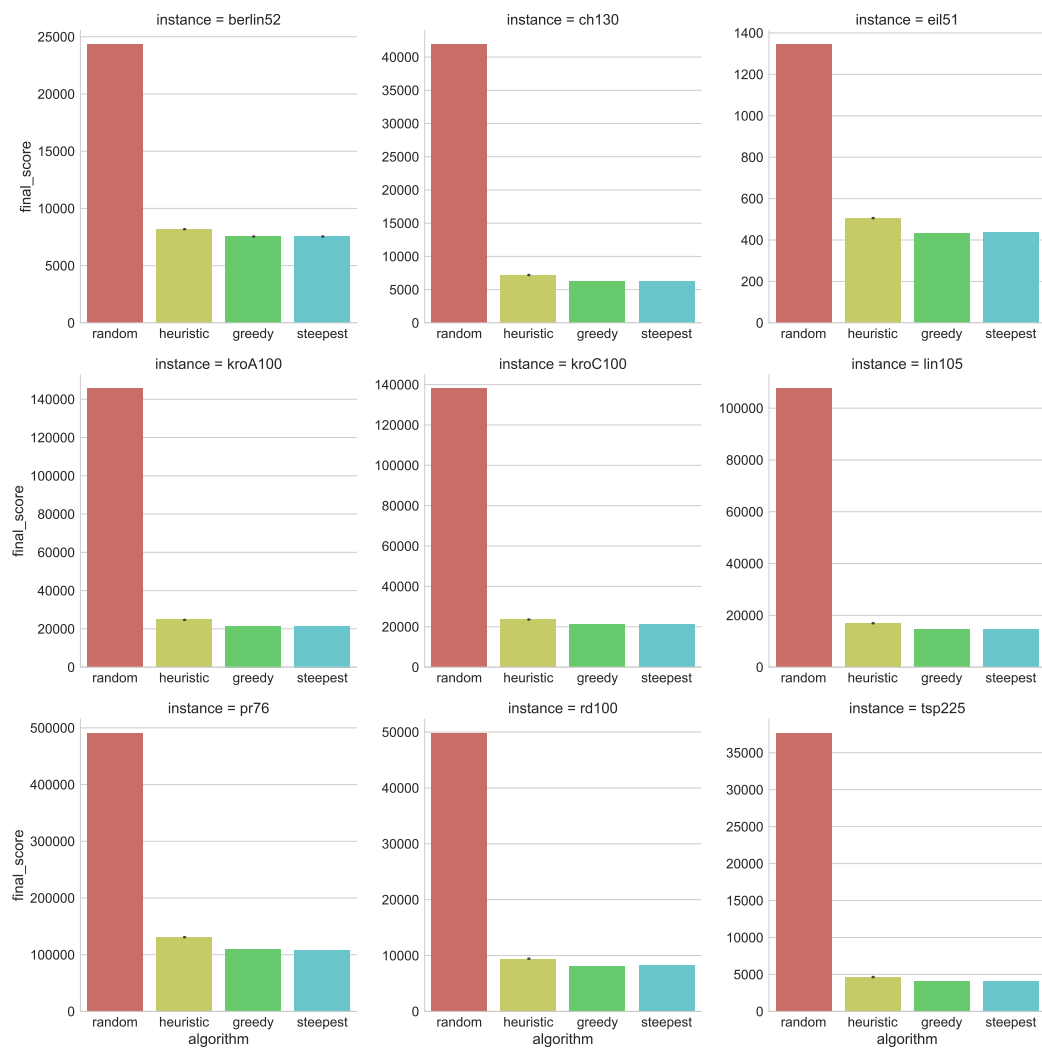 instance = berlin52
25000
20000
15000
10000
5000
0
final_score
random heuristic greedy steepest
instance = ch130
40000
35000
30000
25000
20000
15000
10000
5000
0
random heuristic greedy steepest
instance = eil51
1400
1200
1000
800
600
400
200
0
random heuristic greedy steepest
instance = kroA100
140000
120000
100000
80000
60000
40000
20000
0
final_score
random heuristic greedy steepest
instance = kroC100
140000
120000
100000
80000
60000
40000
20000
0
random heuristic greedy steepest
instance = lin105
100000
80000
60000
40000
20000
0
random heuristic greedy steepest
instance = pr76
500000
400000
300000
200000
100000
0
final_score
random heuristic greedy steepest
algorithm
instance = rd100
50000
40000
30000
20000
10000
0
random heuristic greedy steepest
algorithm
instance = tsp225
35000
30000
25000
20000
15000
10000
5000
0
random heuristic greedy steepest
algorithm